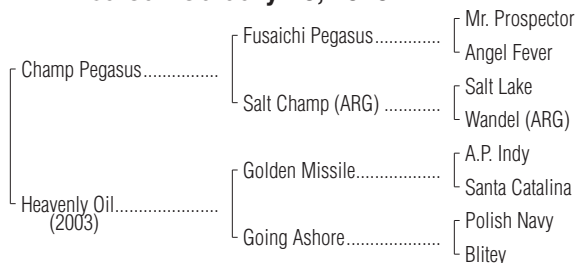 Mr. Prospector
Fusaichi Pegasus
Angel Fever
Champ Pegasus
Salt Lake
Salt Champ (ARG)
Wandel (ARG)
A.P. Indy
Golden Missile
Santa Catalina
Heavenly Oil
(2003)
Polish Navy
Going Ashore
Blitey